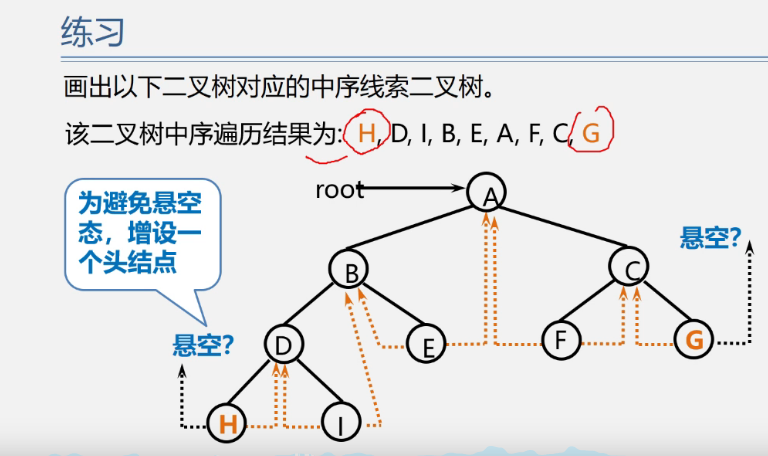 练习
画出以下二叉树对应的中序线索二叉树。
该二叉树中序遍历结果为: H, D, I, B, E, A, F, C, G
root
A
为避免悬空
态，增设一
个头结点
悬空?
B
C
悬空?
D
E
F
G
H
I